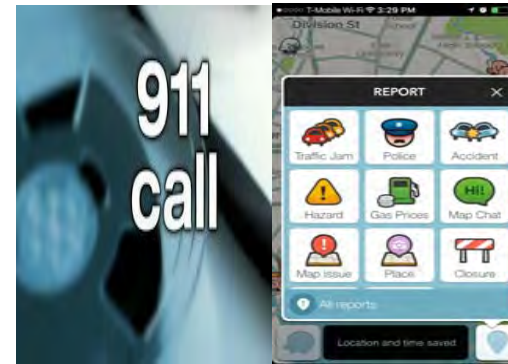 911
call
T-Mobile Wi-Fi 3:29 PM
Division St
REPORT
Traffic Jam
Police
Accident
Hazard
Gas Prices
Hi!
Map Chat
Map Issue
Place
Closure
All reports
Location and time saved